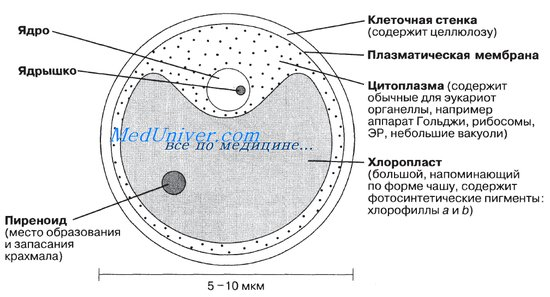 Ядро
Ядрышко
Клеточная стенка
(содержит целлюлозу)
Плазматическая мембрана
Цитоплазма (содержит
обычные для эукариот
органеллы, например
аппарат Гольджи, рибосомы,
ЭР, небольшие вакуоли)
MedUniver.com
все по медицине...
Хлоропласт
(большой, напоминающий
по форме чашу, содержит
фотосинтетические пигменты:
хлорофиллы a и b)
Пиреноид
(место образования
и запасания
крахмала)
5 – 10 мкм